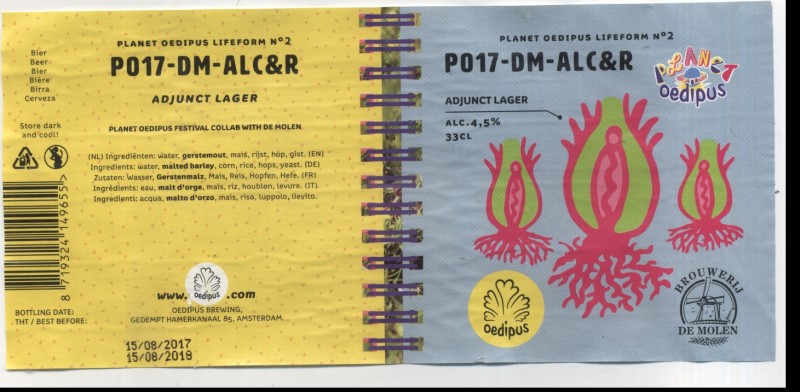 Bier
Beer
Bier
Bière
Birra
Cerveza
Store dark
and cool!
8 719324 149655 >
BOTTLING DATE:
THT / BEST BEFORE:
PLANET OEDIPUS LIFEFORM Nº2
PO17-DM-ALC&R
ADJUNCT LAGER
PLANET OEDIPUS FESTIVAL COLLAB WITH DE MOLEN
(NL) Ingrediënten: water, gerstemout, mais, rijst, hop, gist. (EN)
Ingredients: water, malted barley, corn, rice, hops, yeast. (DE)
Zutaten: Wasser, Gerstenmalz, Mais, Reis, Hopfen, Hefe. (FR)
Ingrédients: eau, malt d'orge, mais, riz, houblon, levure. (IT).
Ingredienti: acqua, malto d'orzo, mais, riso, luppolo, lievito.
www. .com
oedipus
OEDIPUS BREWING,
GEDEMPT HAMERKANAAL 85, AMSTERDAM.
15/08/2017
15/08/2018
PLANET OEDIPUS LIFEFORM Nº2
PO17-DM-ALC&R
PLANET
oedipus
ADJUNCT LAGER
ALC.4,5%
33CL
oedipus
BROUWERIJ
DE MOLEN